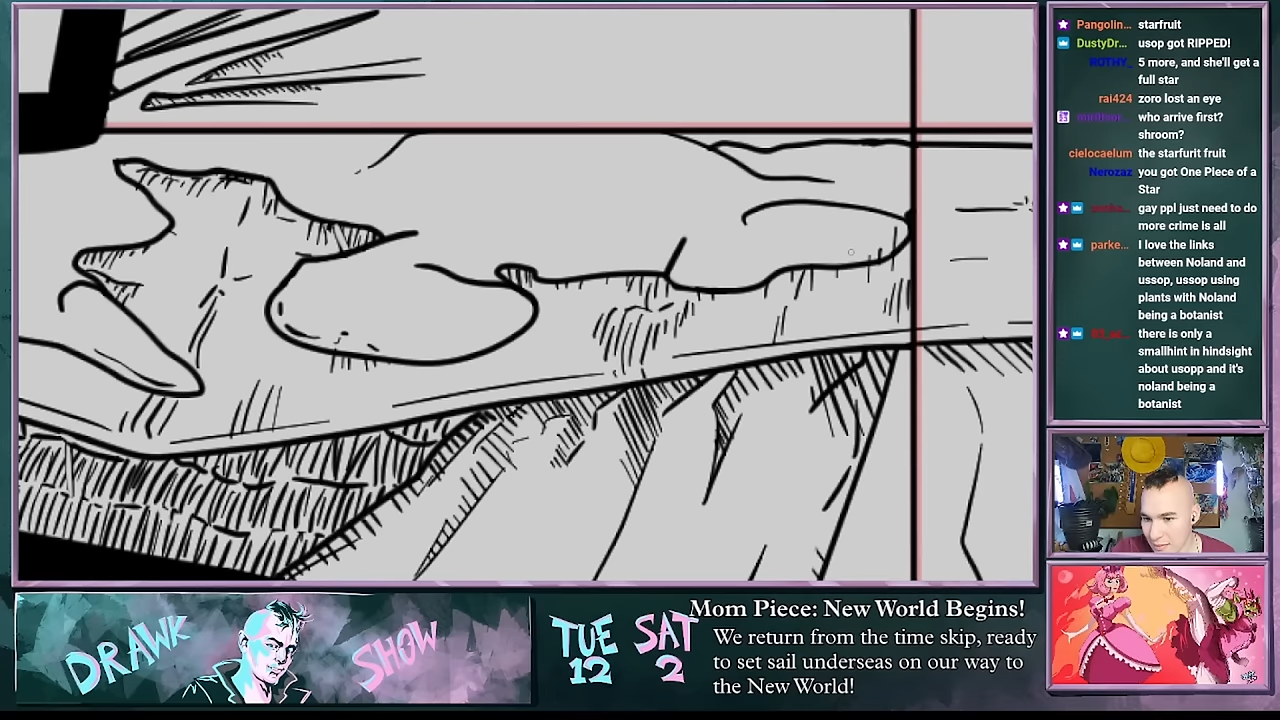 Pangolin... starfruit
DustyDr... usop got RIPPED!
ROTHY_ 5 more, and she'll get a
full star
rai424 zoro lost an eye
who arrive first?
shroom?
cielocaelum the starfurit fruit
Nerozaz you got One Piece of a
Star
gay ppl just need to do
more crime is all
parke... I love the links
between Noland and
ussop, ussop using
plants with Noland
being a botanist
there is only a
smallhint in hindsight
about usopp and it's
noland being a
botanist
DRAWK SHOW
TUE SAT
12 2
Mom Piece: New World Begins!
We return from the time skip, ready
to set sail underseas on our way to
the New World!